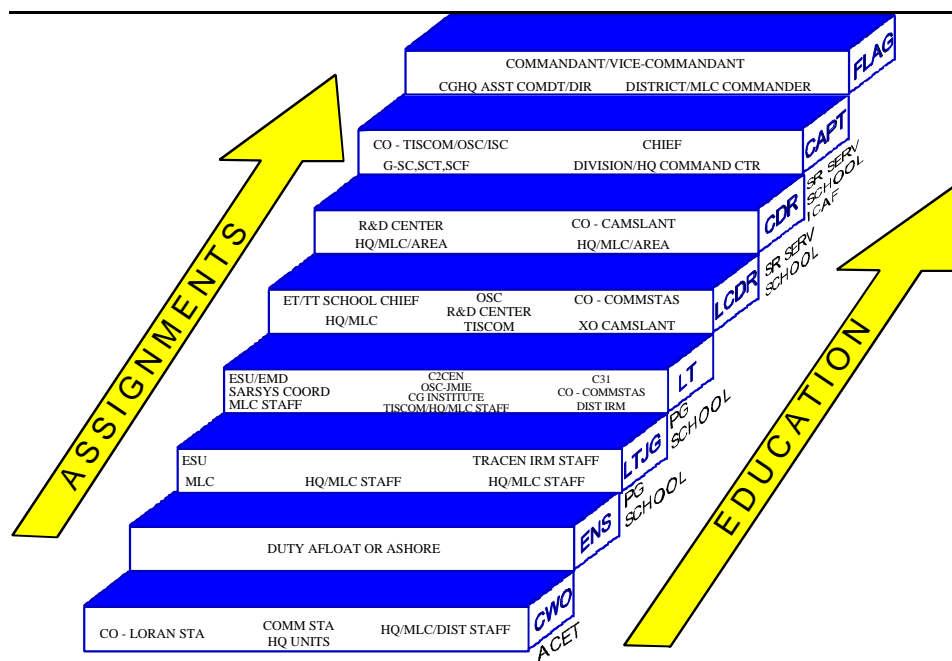 COMMANDANT/VICE-COMMANDANT
CGHQ ASST COMDT/DIR DISTRICT/MLC COMMANDER
FLAG
CO - TISCOM/OSC/ISC CHIEF
G-SC,SCT,SCF DIVISION/HQ COMMAND CTR
CAPT
SR SERV
SCHOOL
ICAF
R&D CENTER CO - CAMSLANT
HQ/MLC/AREA HQ/MLC/AREA
CDR
SR SERV
SCHOOL
ET/TT SCHOOL CHIEF OSC CO - COMMSTAS
R&D CENTER
HQ/MLC TISCOM XO CAMSLANT
LCDR
ESU/EMD C2CEN C31
SARSYS COORD OSC-JMIE CO - COMMSTAS
CG INSTITUTE
MLC STAFF TISCOM/HQ/MLC STAFF DIST IRM
LT
PG
SCHOOL
ESU TRACEN IRM STAFF
MLC HQ/MLC STAFF HQ/MLC STAFF
LTJG
PG
SCHOOL
DUTY AFLOAT OR ASHORE
ENS
CO - LORAN STA COMM STA HQ/MLC/DIST STAFF
HQ UNITS
CWO
ACET
ASSIGNMENTS
EDUCATION